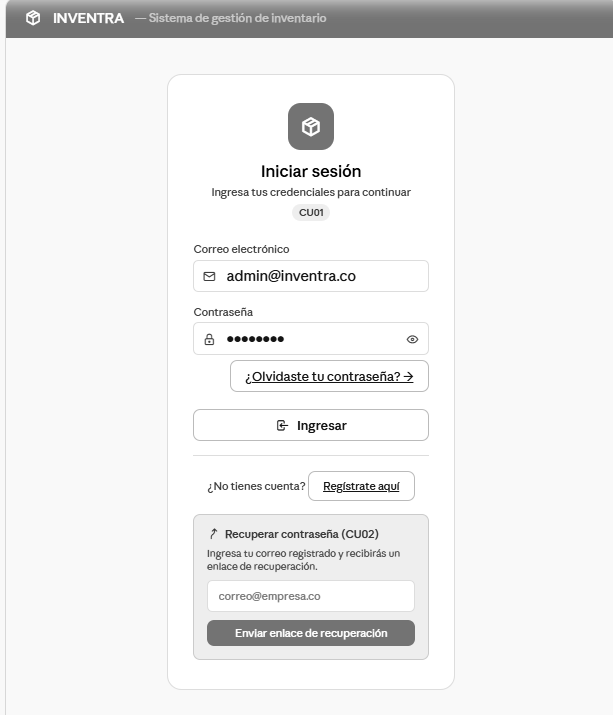 INVENTRA — Sistema de gestión de inventario
Iniciar sesión
Ingresa tus credenciales para continuar
CU01
Correo electrónico
admin@inventra.co
Contraseña
••••••••
¿Olvidaste tu contraseña? →
Ingresar
¿No tienes cuenta? Regístrate aquí
Recuperar contraseña (CU02)
Ingresa tu correo registrado y recibirás un
enlace de recuperación.
correo@empresa.co
Enviar enlace de recuperación